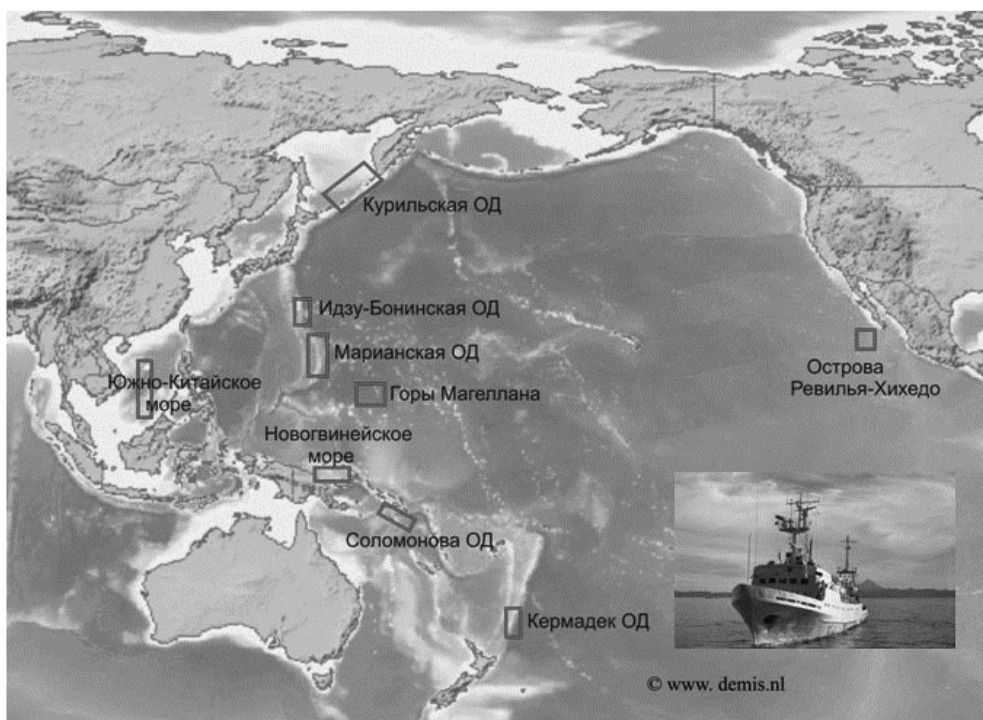 Курильская ОД
Идзу-Бонинская ОД
Марианская ОД
Острова
Ревилья-Хихедо
Южно-Китайское
море
Горы Магеллана
Новогвинейское
море
Соломонова ОД
Кермадек ОД
© www. demis.nl